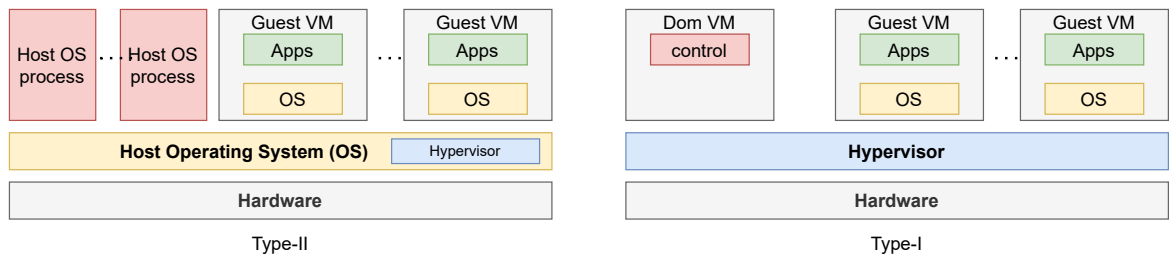 Host OS
process
...
Host OS
process
Guest VM
Apps
OS
...
Guest VM
Apps
OS
Host Operating System (OS)
Hypervisor
Hardware
Type-II
Dom VM
control
Guest VM
Apps
OS
...
Guest VM
Apps
OS
Hypervisor
Hardware
Type-I